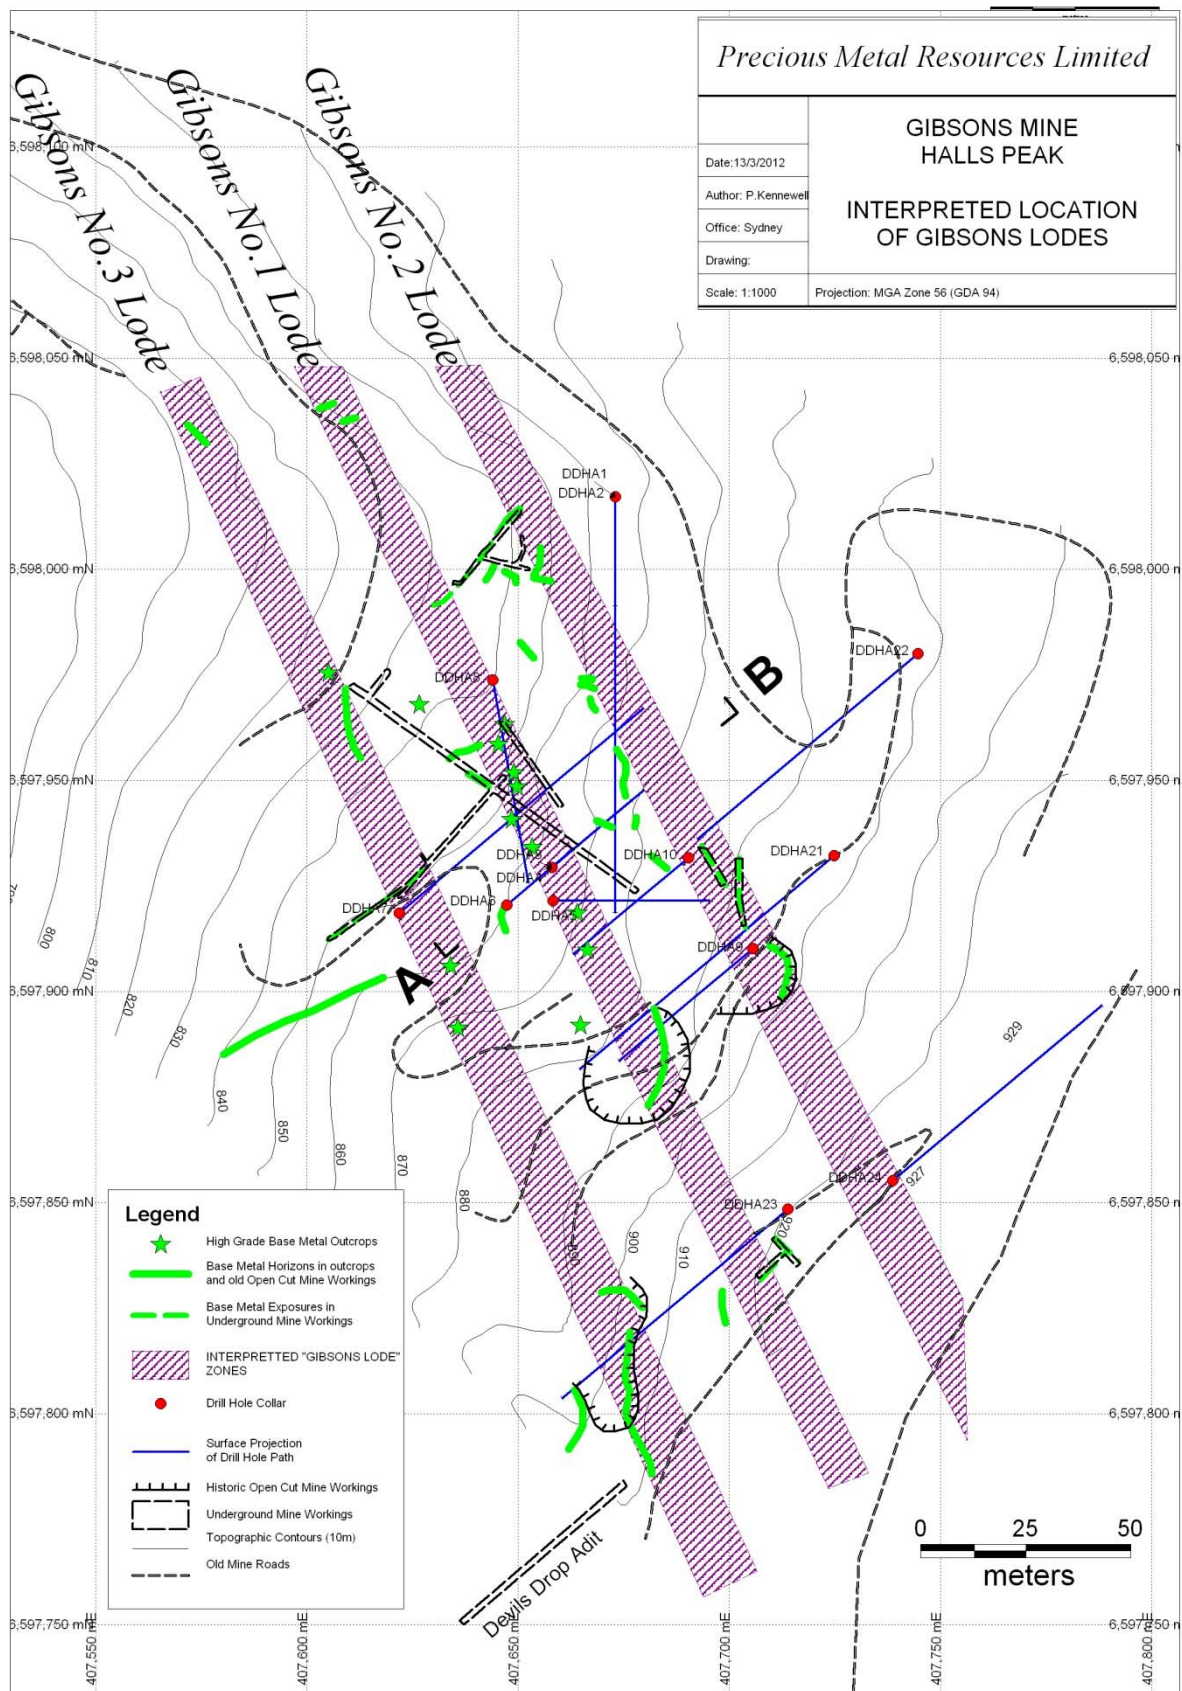 Precious Metal Resources Limited
GIBSONS MINE
HALLS PEAK
Date:13/3/2012
Author: P.Kennewell
INTERPRETED LOCATION
OF GIBSONS LODES
Office: Sydney
Drawing:
Scale: 1:1000
Projection: MGA Zone 56 (GDA 94)
Gibsons No.3 Lode
Gibsons No.1 Lode
Gibsons No.2 Lode
6,598,100 mN
6,598,050 mN
6,598,050 m
6,598,000 mN
6,598,000 m
6,597,950 mN
6,597,950 m
6,597,900 mN
6,597,900 m
6,597,850 mN
6,597,850 m
6,597,800 mN
6,597,800 m
6,597,750 mN
6,597,750 m
DDHA1
DDHA2
DDHA22
DDHA8
B
DDHA21
DDHA10
DDHA4
DDHA6
DDHA7
DDHA5
DDHA9
A
DDHA24
DDHA23
800
810
820
830
840
850
860
870
880
890
900
910
920
927
929
Legend
High Grade Base Metal Outcrops
Base Metal Horizons in outcrops
and old Open Cut Mine Workings
Base Metal Exposures in
Underground Mine Workings
INTERPRETTED "GIBSONS LODE"
ZONES
Drill Hole Collar
Surface Projection
of Drill Hole Path
Historic Open Cut Mine Workings
Underground Mine Workings
Topographic Contours (10m)
Old Mine Roads
Devils Drop Adit
0 25 50
meters
407,550 mE
407,600 mE
407,650 mE
407,700 mE
407,750 mE
407,800 mE